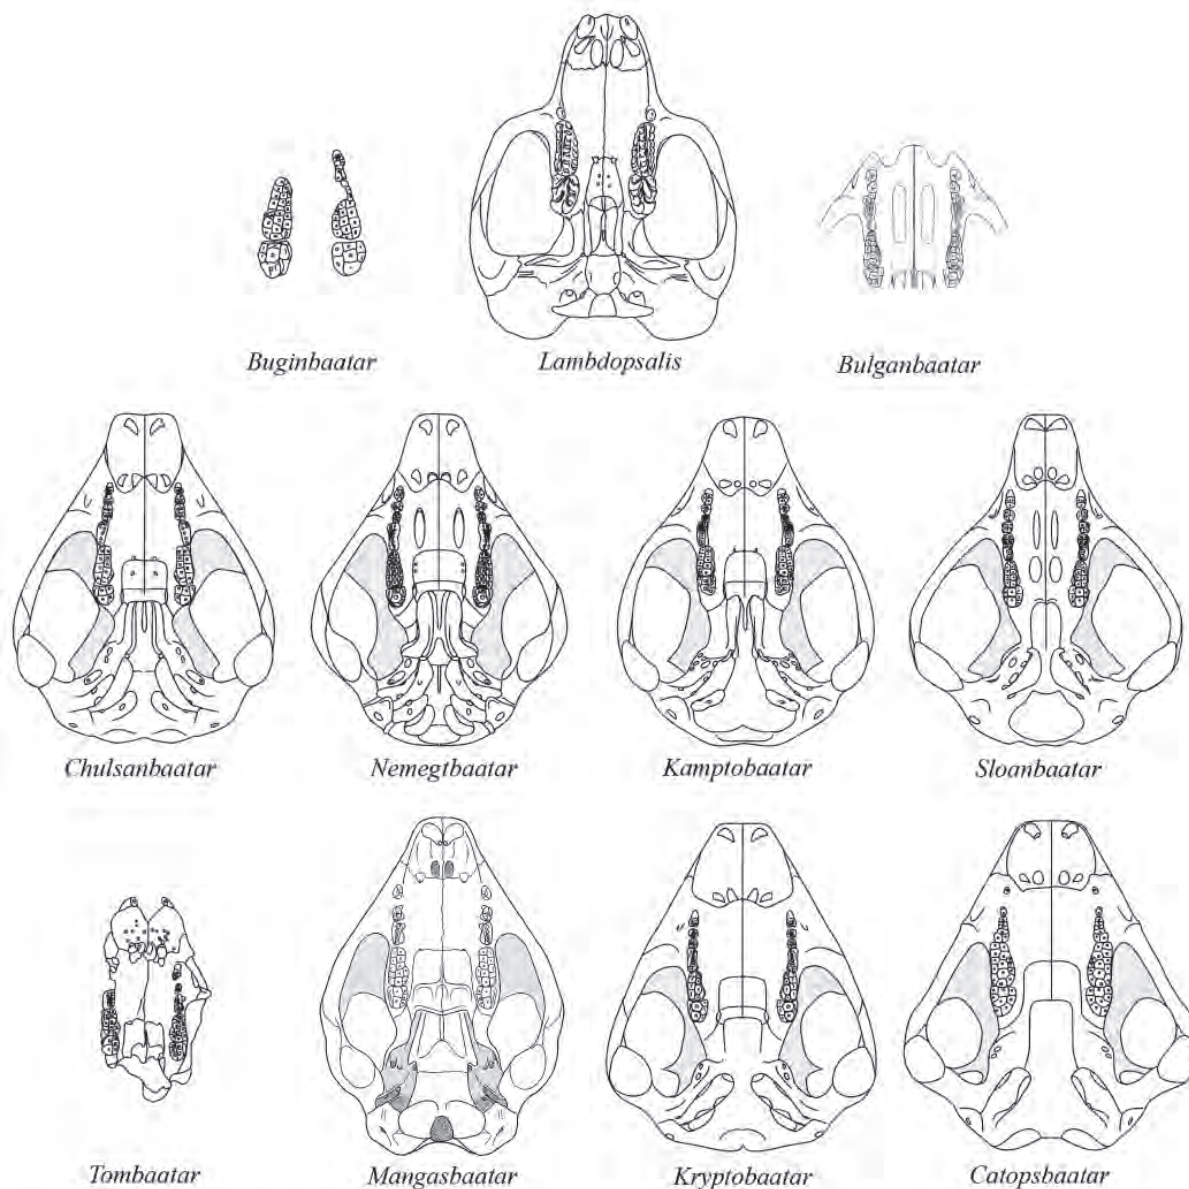 Buginbaatar Lambdopsalis Bulganbaatar
Chulsanbaatar Nemegtbaatar Kamptobaatar Sloanbaatar
Tombaatar Mangasbaatar Kryptobaatar Catopsbaatar